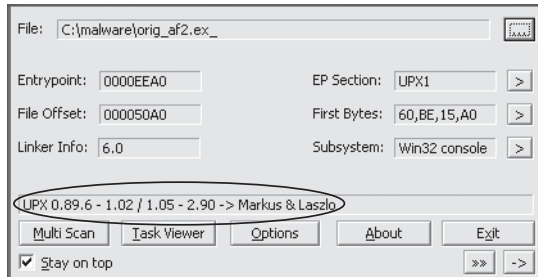 File: C:\malware\orig_af2.ex_ ...
Entrypoint: 0000EEA0 EP Section: UPX1 >
File Offset: 000050A0 First Bytes: 60,BE,15,A0 >
Linker Info: 6.0 Subsystem: Win32 console >
UPX 0.89.6 - 1.02 / 1.05 - 2.90 -> Markus & Laszlo
Multi Scan Task Viewer Options About Exit
Stay on top »» ->